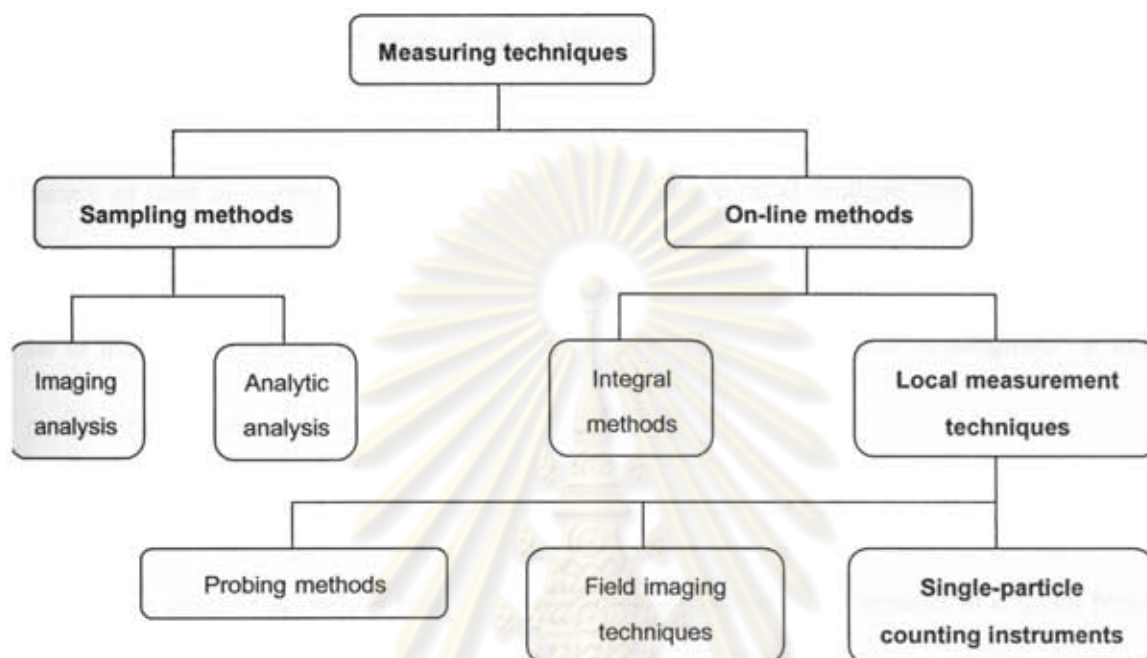 Measuring techniques
Sampling methods
On-line methods
Imaging
analysis
Analytic
analysis
Integral
methods
Local measurement
techniques
Probing methods
Field imaging
techniques
Single-particle
counting instruments